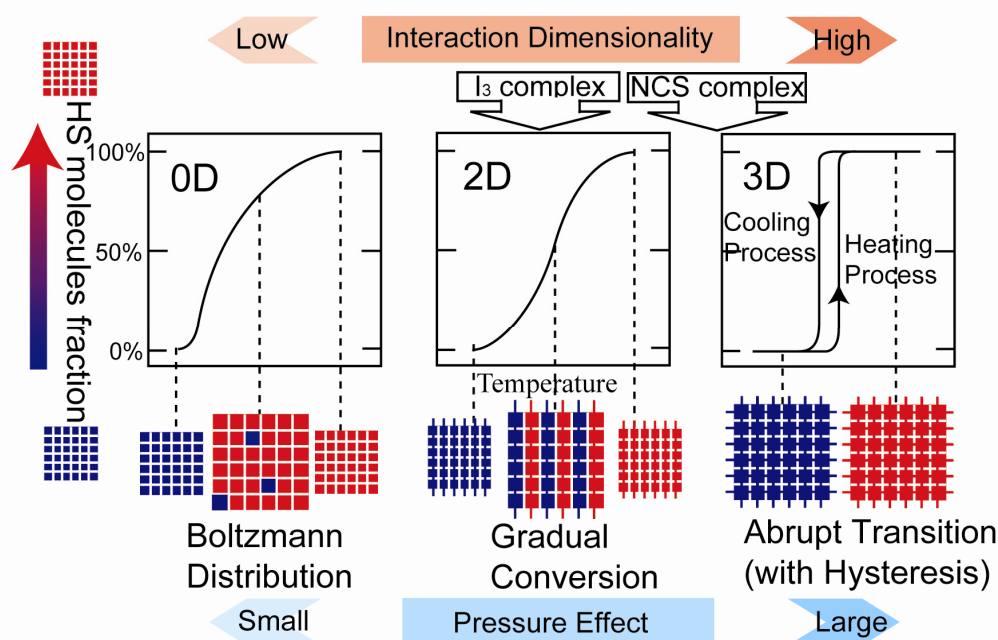 Low
Interaction Dimensionality
High
I₃ complex
NCS complex
HS molecules fraction
100%
50%
0%
0D
2D
3D
Cooling
Process
Heating
Process
Temperature
Boltzmann
Distribution
Gradual
Conversion
Abrupt Transition
(with Hysteresis)
Small
Pressure Effect
Large